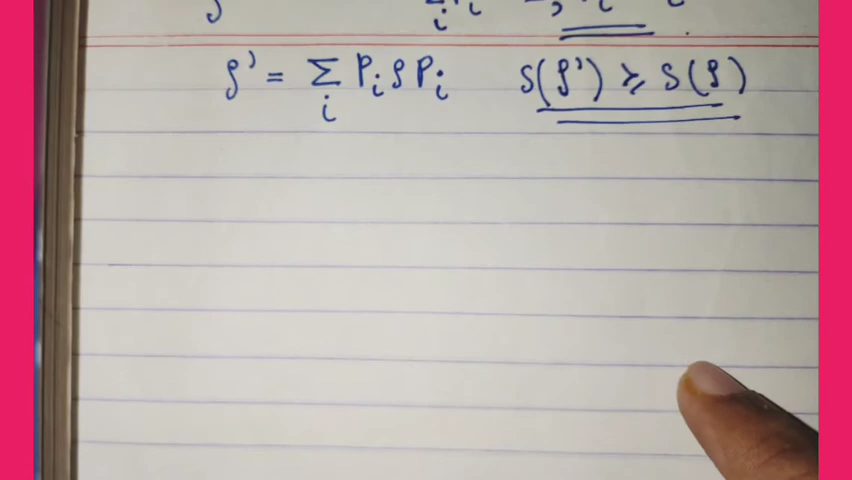 ρ' = Σ_i P_i ρ P_i S(ρ') ≥ S(ρ)